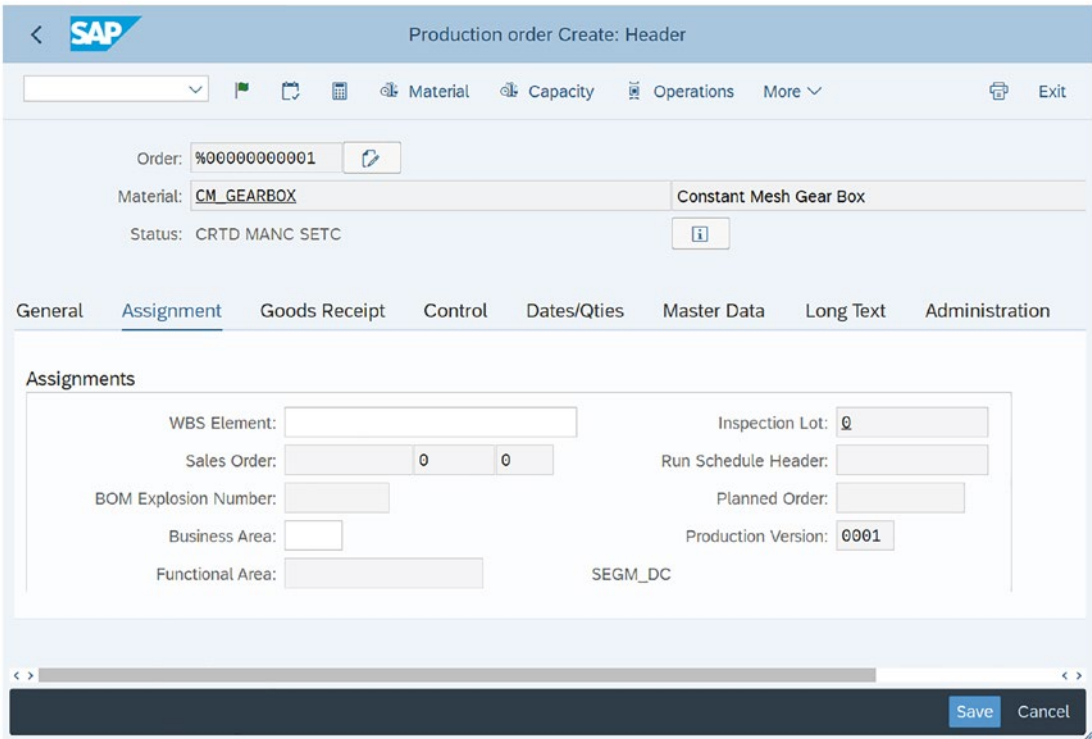 SAP Production order Create: Header
Material Capacity Operations More Exit
Order: %00000000001
Material: CM_GEARBOX Constant Mesh Gear Box
Status: CRTD MANC SETC
General Assignment Goods Receipt Control Dates/Qties Master Data Long Text Administration
Assignments
WBS Element: Inspection Lot: 0
Sales Order: 0 0 Run Schedule Header:
BOM Explosion Number: Planned Order:
Business Area: Production Version: 0001
Functional Area: SEGM_DC
Save Cancel